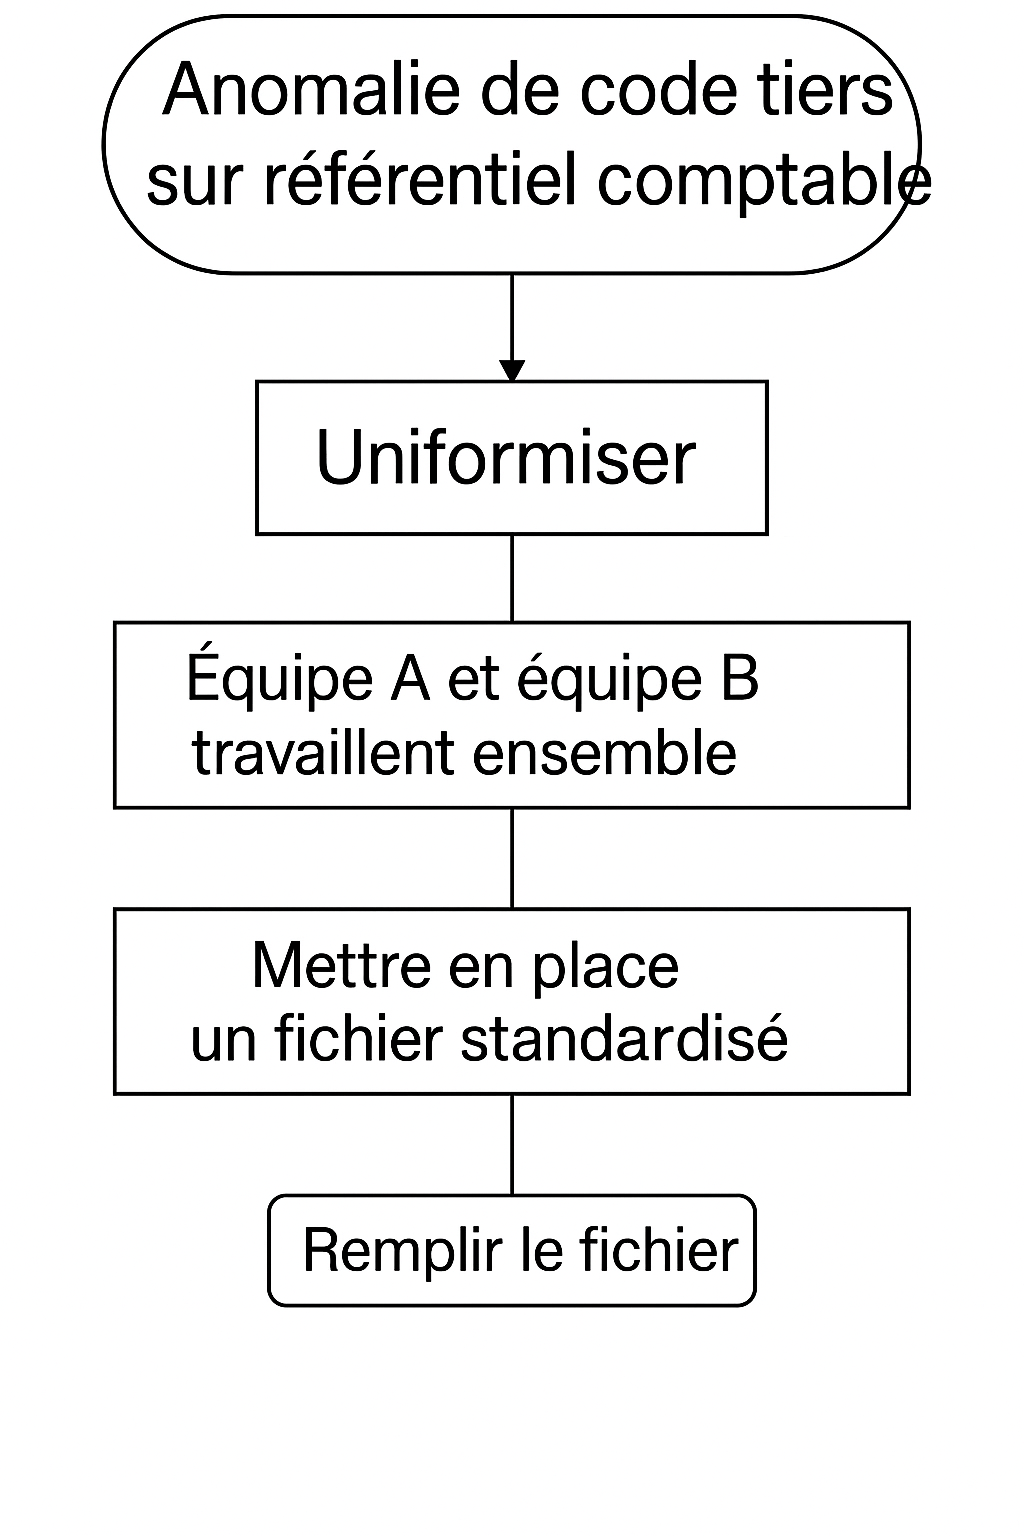 Anomalie de code tiers
sur référentiel comptable
Uniformiser
Équipe A et équipe B
travaillent ensemble
Mettre en place
un fichier standardisé
Remplir le fichier